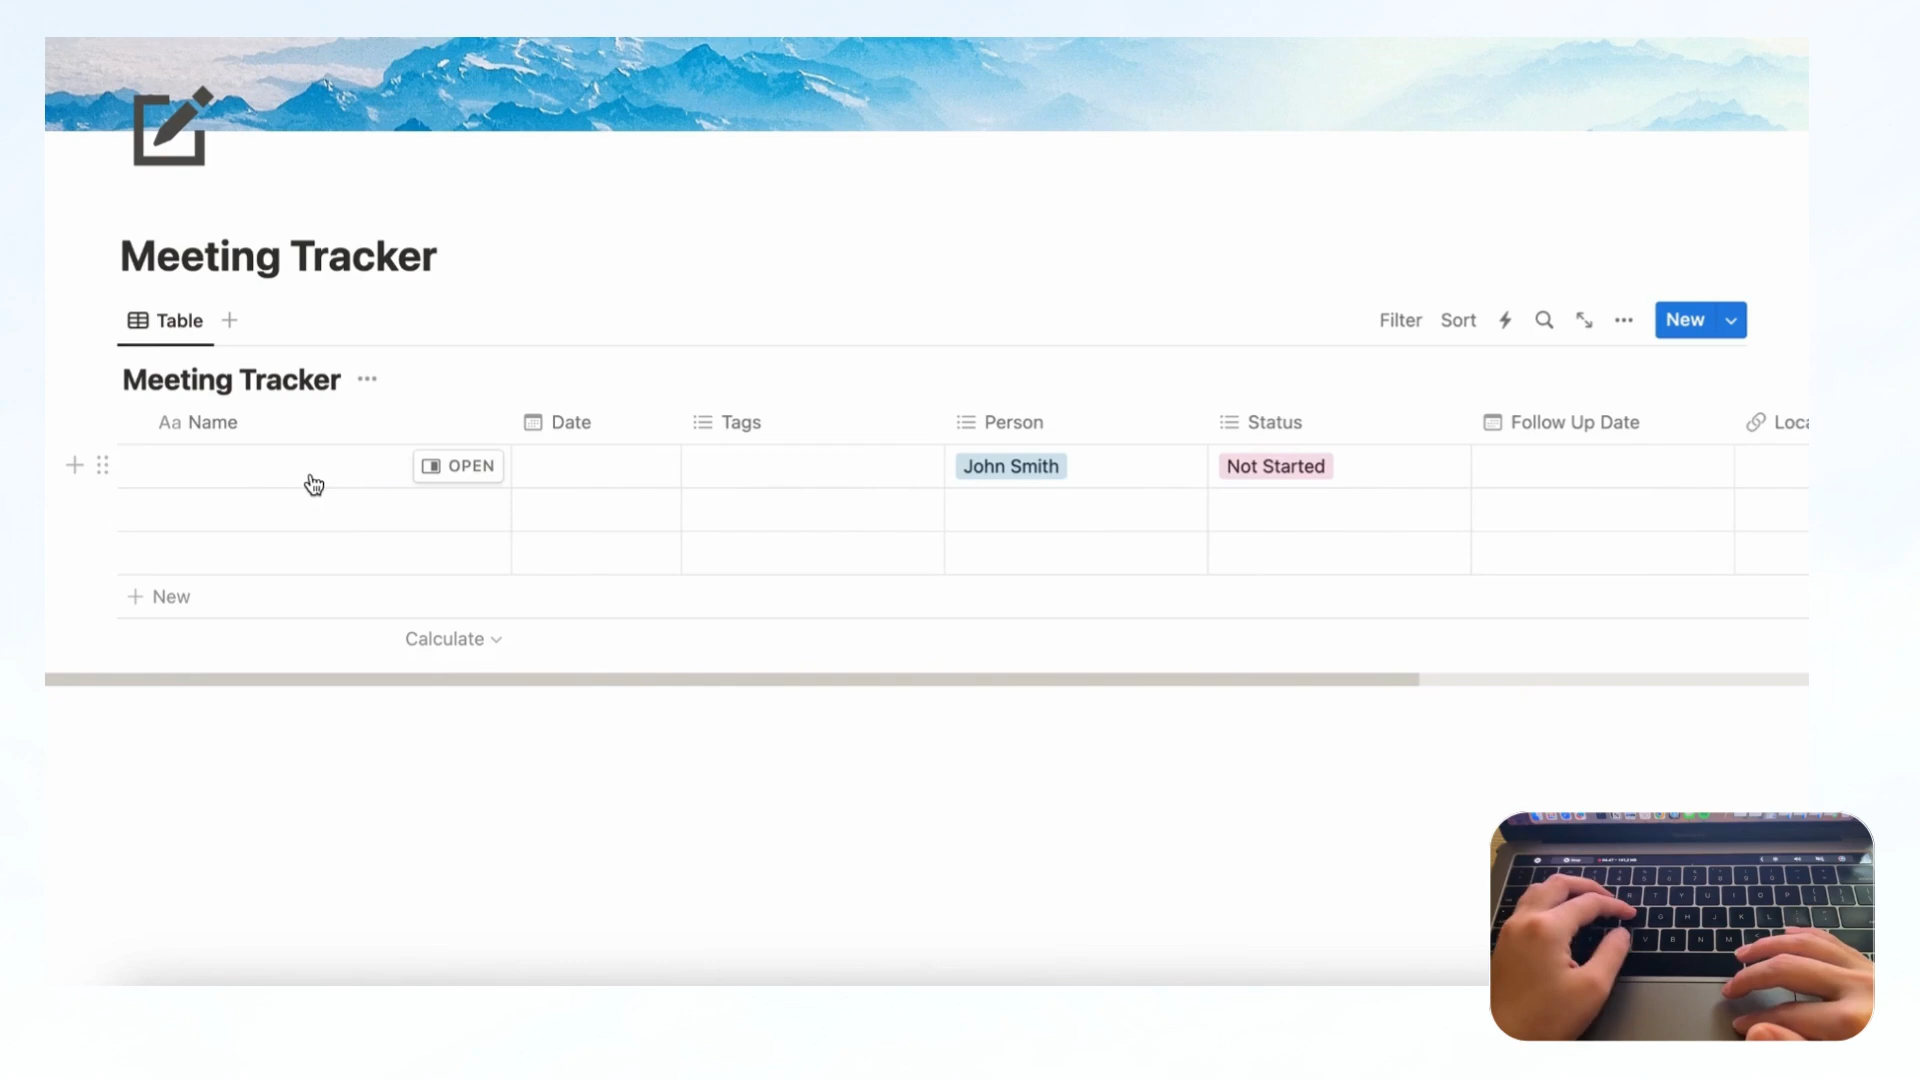 Meeting Tracker
Table
Filter Sort New
Meeting Tracker
Aa Name Date Tags Person Status Follow Up Date Loca
OPEN John Smith Not Started
New
Calculate